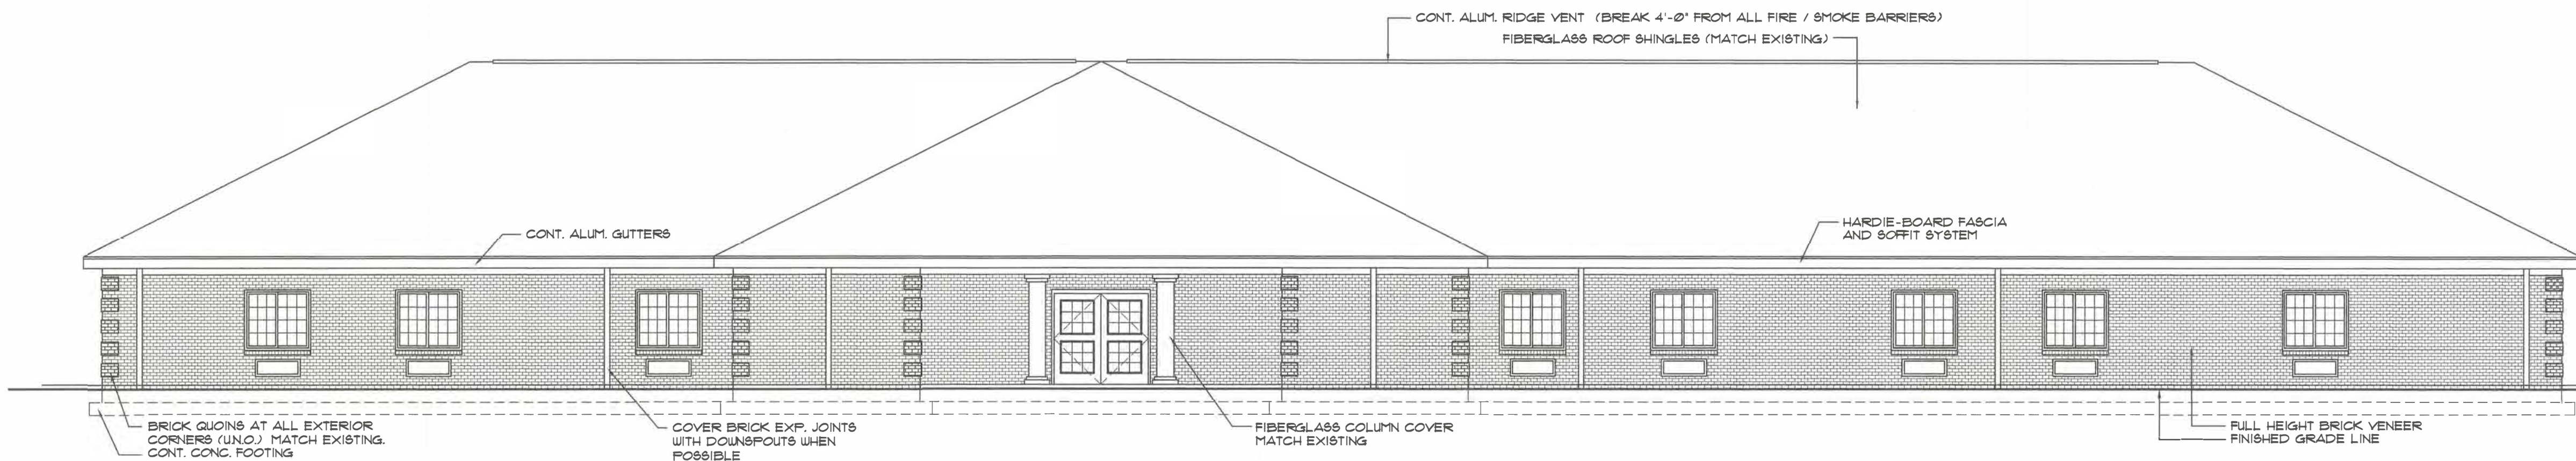 CONT. ALUM. RIDGE VENT (BREAK 4'-0" FROM ALL FIRE / SMOKE BARRIERS)
FIBERGLASS ROOF SHINGLES (MATCH EXISTING)
CONT. ALUM. GUTTERS
HARDIE-BOARD FASCIA
AND SOFFIT SYSTEM
BRICK QUOINS AT ALL EXTERIOR
CORNERS (U.N.O.) MATCH EXISTING.
CONT. CONC. FOOTING
COVER BRICK EXP. JOINTS
WITH DOWNSPOUTS WHEN
POSSIBLE
FIBERGLASS COLUMN COVER
MATCH EXISTING
FULL HEIGHT BRICK VENEER
FINISHED GRADE LINE